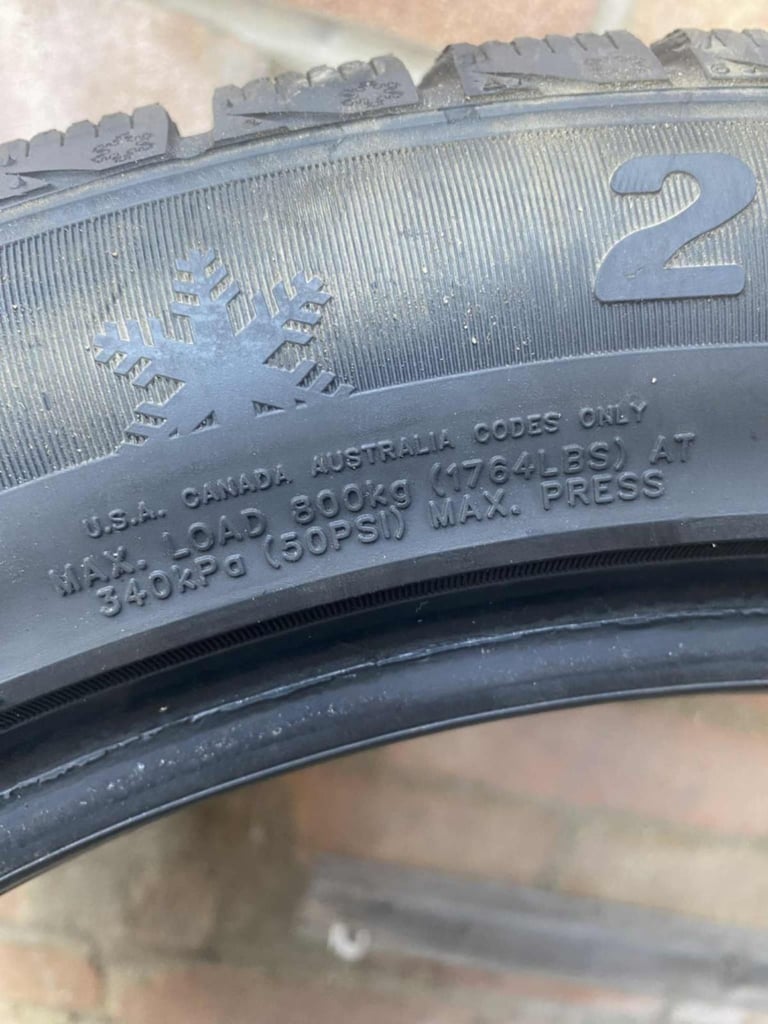 2
U.S.A. CANADA AUSTRALIA CODES ONLY
MAX. LOAD 800kg (1764LBS) AT
340kPa (50PSI) MAX. PRESS